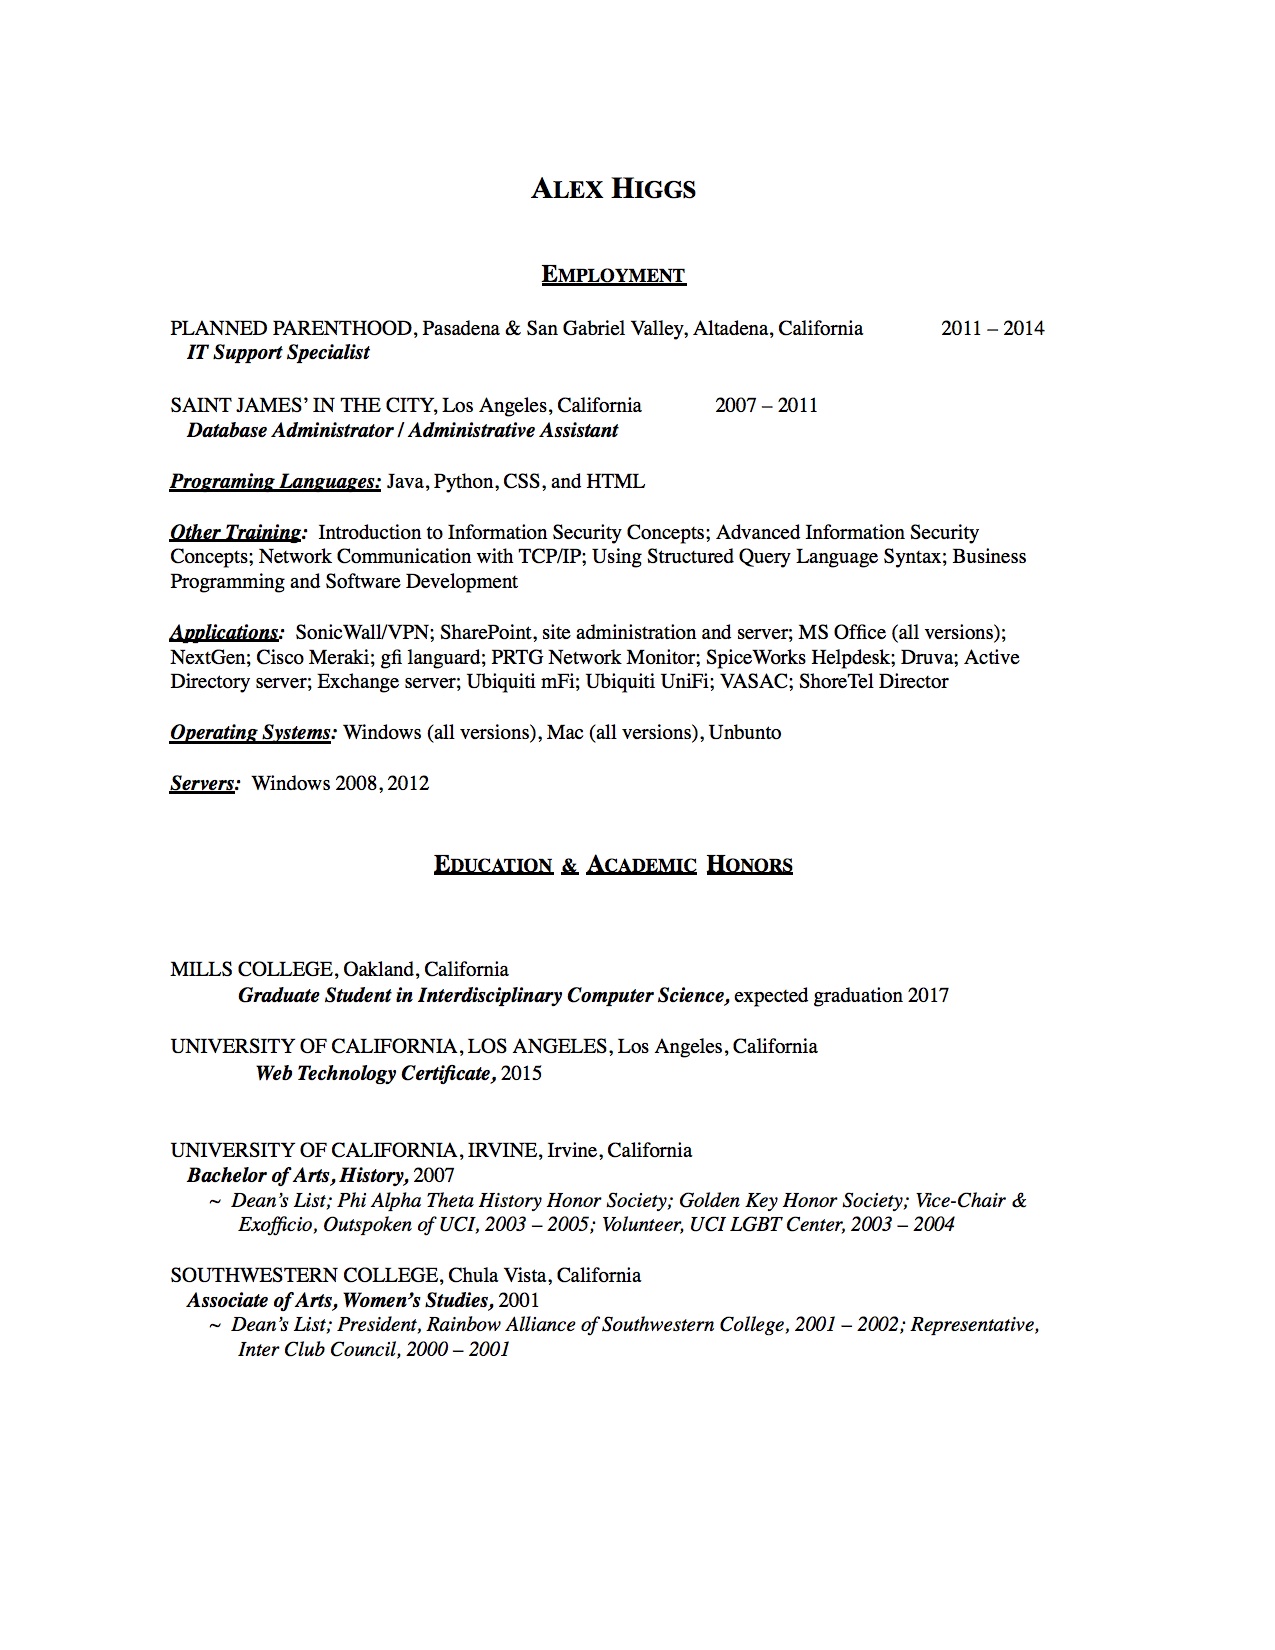 ALEX HIGGS
EMPLOYMENT
PLANNED PARENTHOOD, Pasadena & San Gabriel Valley, Altadena, California 2011 – 2014
IT Support Specialist
SAINT JAMES’ IN THE CITY, Los Angeles, California 2007 – 2011
Database Administrator / Administrative Assistant
Programing Languages: Java, Python, CSS, and HTML
Other Training: Introduction to Information Security Concepts; Advanced Information Security
Concepts; Network Communication with TCP/IP; Using Structured Query Language Syntax; Business
Programming and Software Development
Applications: SonicWall/VPN; SharePoint, site administration and server; MS Office (all versions);
NextGen; Cisco Meraki; gfi languard; PRTG Network Monitor; SpiceWorks Helpdesk; Druva; Active
Directory server; Exchange server; Ubiquiti mFi; Ubiquiti UniFi; VASAC; ShoreTel Director
Operating Systems: Windows (all versions), Mac (all versions), Unbunto
Servers: Windows 2008, 2012
EDUCATION & ACADEMIC HONORS
MILLS COLLEGE, Oakland, California
Graduate Student in Interdisciplinary Computer Science, expected graduation 2017
UNIVERSITY OF CALIFORNIA, LOS ANGELES, Los Angeles, California
Web Technology Certificate, 2015
UNIVERSITY OF CALIFORNIA, IRVINE, Irvine, California
Bachelor of Arts, History, 2007
~ Dean’s List; Phi Alpha Theta History Honor Society; Golden Key Honor Society; Vice-Chair &
Exofficio, Outspoken of UCI, 2003 – 2005; Volunteer, UCI LGBT Center, 2003 – 2004
SOUTHWESTERN COLLEGE, Chula Vista, California
Associate of Arts, Women’s Studies, 2001
~ Dean’s List; President, Rainbow Alliance of Southwestern College, 2001 – 2002; Representative,
Inter Club Council, 2000 – 2001